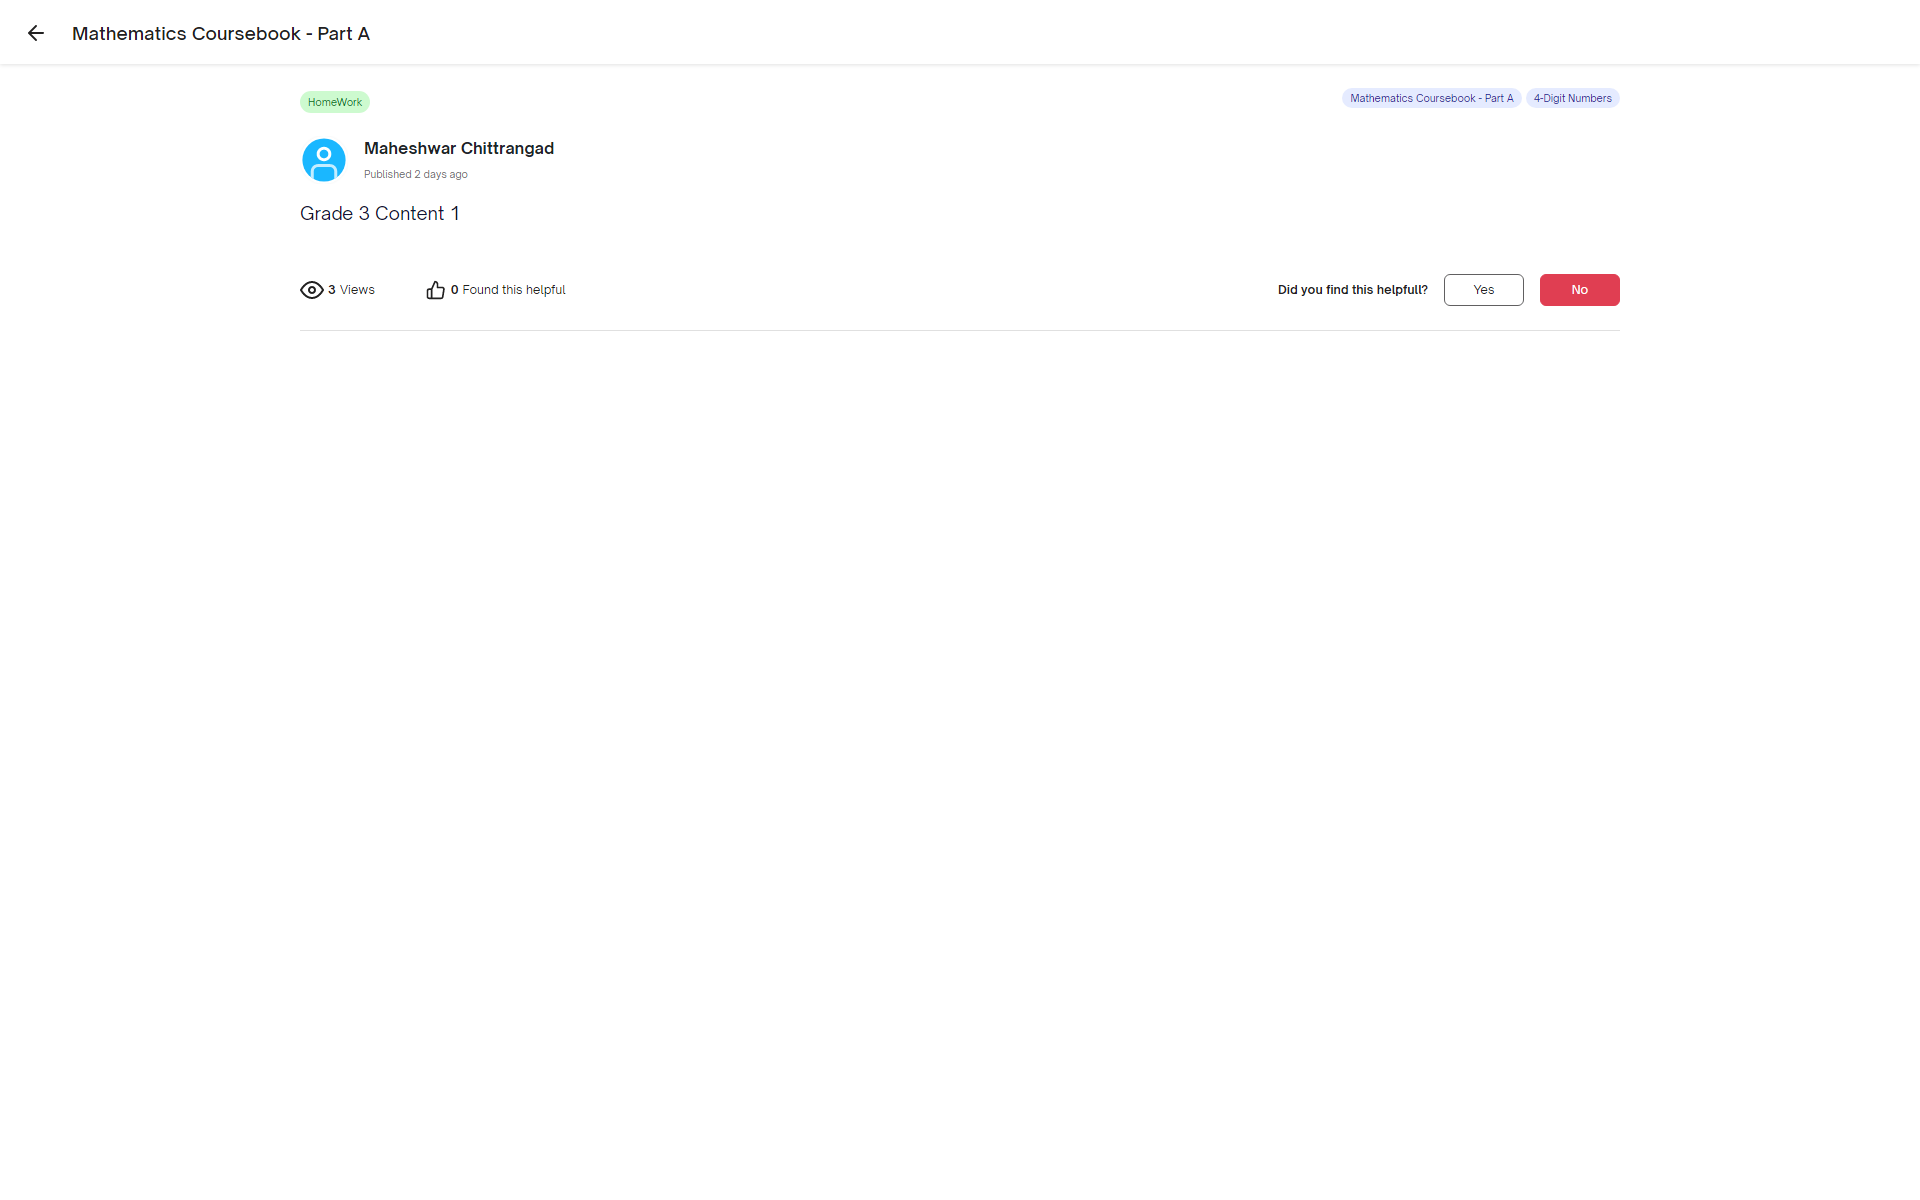 Mathematics Coursebook - Part A
HomeWork
Mathematics Coursebook - Part A
4-Digit Numbers
Maheshwar Chittrangad
Published 2 days ago
Grade 3 Content 1
3 Views
0 Found this helpful
Did you find this helpfull?
Yes
No